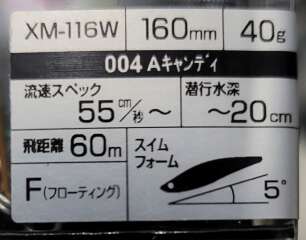 XM-116W 160mm 40g
004 Aキャンディ
流速スペック 潜行水深
55cm/秒〜 〜20cm
飛距離 60m スイム
フォーム
F(フローティング) 5°